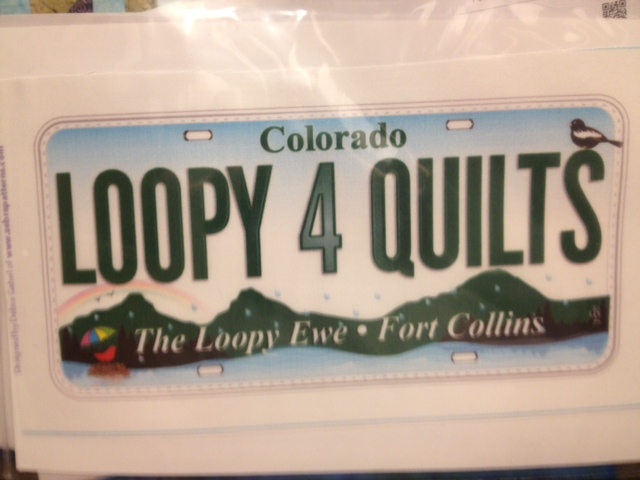 Colorado
LOOPY 4 QUILTS
The Loopy Ewe • Fort Collins